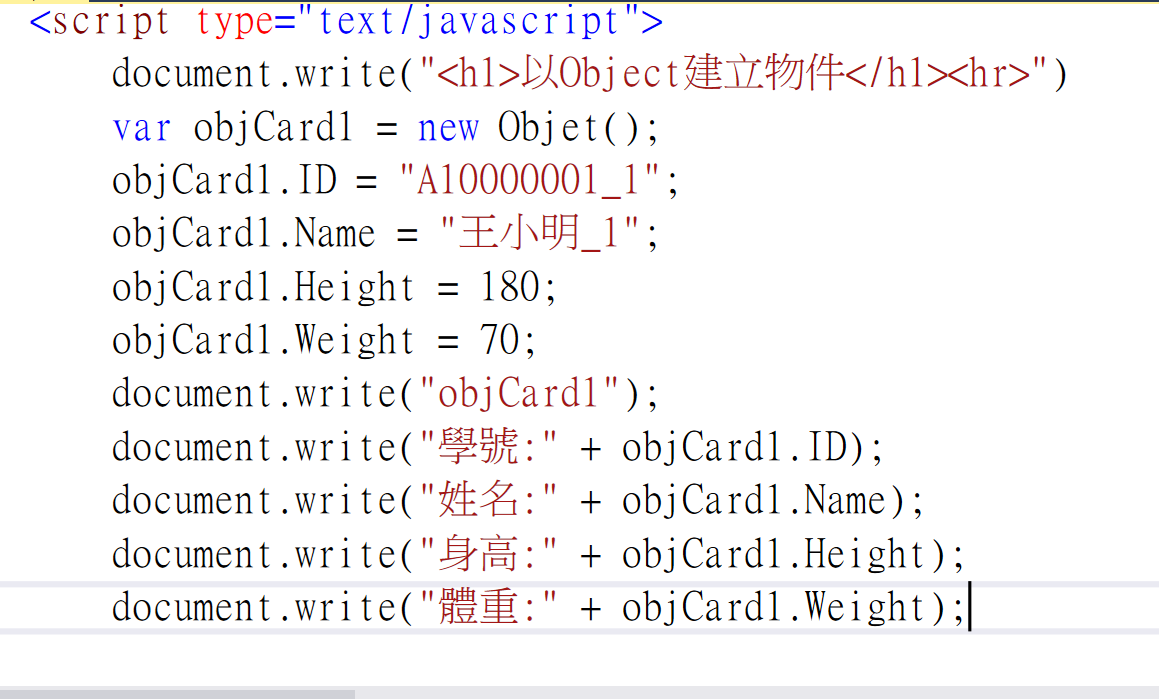 <script type="text/javascript">
document.write("<h1>以Object建立物件</h1><hr>")
var objCard1 = new Objet();
objCard1.ID = "A10000001_1";
objCard1.Name = "王小明_1";
objCard1.Height = 180;
objCard1.Weight = 70;
document.write("objCard1");
document.write("學號:" + objCard1.ID);
document.write("姓名:" + objCard1.Name);
document.write("身高:" + objCard1.Height);
document.write("體重:" + objCard1.Weight);